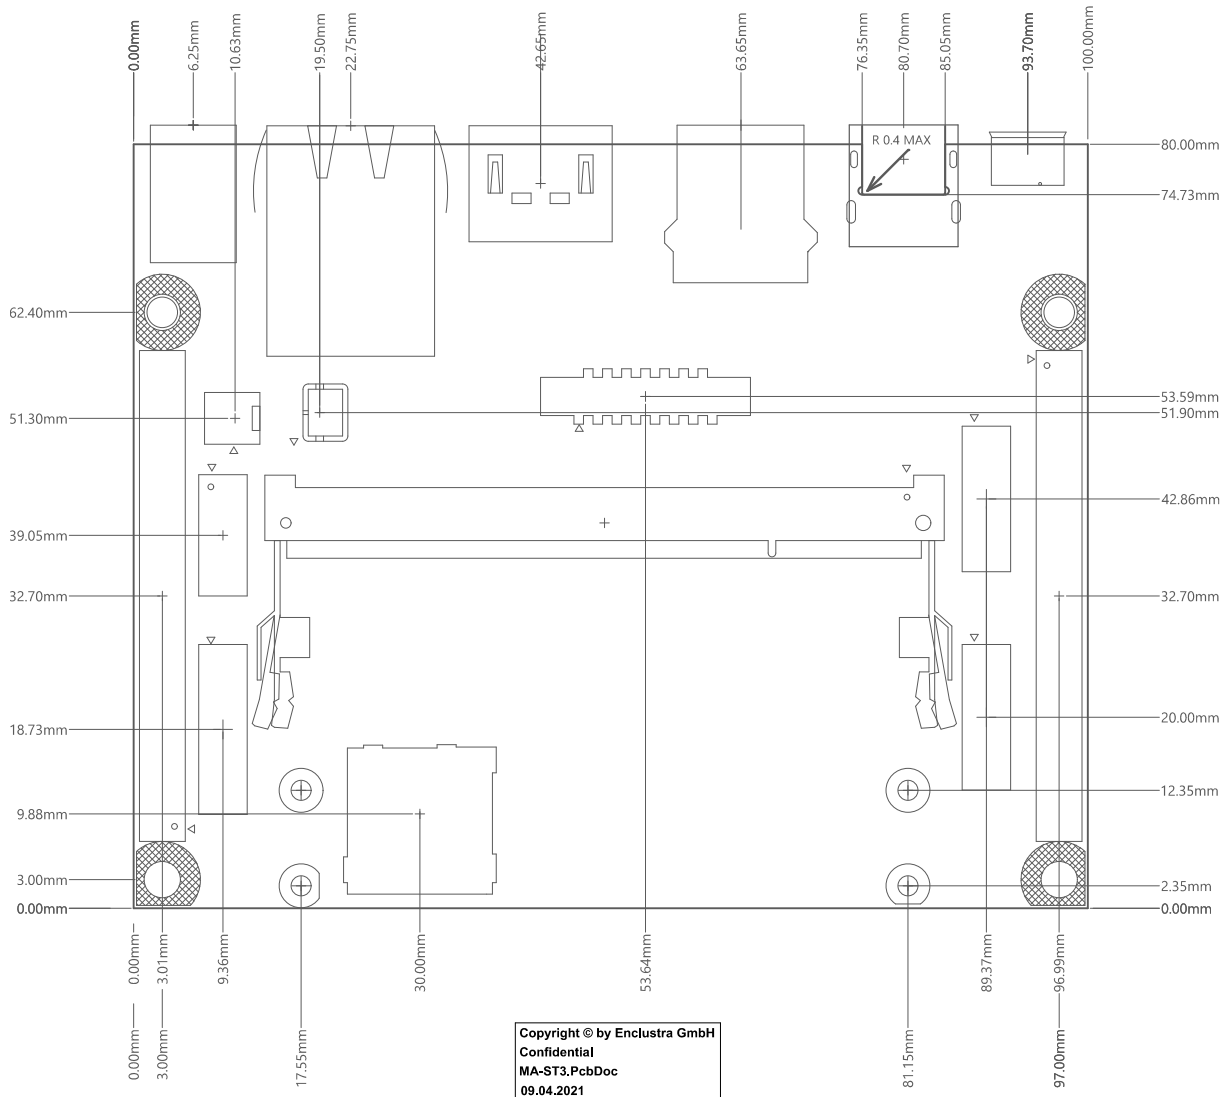 0.00mm
6.25mm
10.63mm
19.50mm
22.75mm
42.65mm
63.65mm
76.35mm
80.70mm
85.05mm
93.70mm
100.00mm
R 0.4 MAX
80.00mm
74.73mm
62.40mm
51.30mm
39.05mm
32.70mm
18.73mm
9.88mm
3.00mm
0.00mm
53.59mm
51.90mm
42.86mm
32.70mm
20.00mm
12.35mm
2.35mm
0.00mm
0.00mm
3.01mm
9.36mm
30.00mm
53.64mm
89.37mm
96.99mm
0.00mm
3.00mm
17.55mm
81.15mm
97.00mm
Copyright © by Enclustra GmbH
Confidential
MA-ST3.PcbDoc
09.04.2021